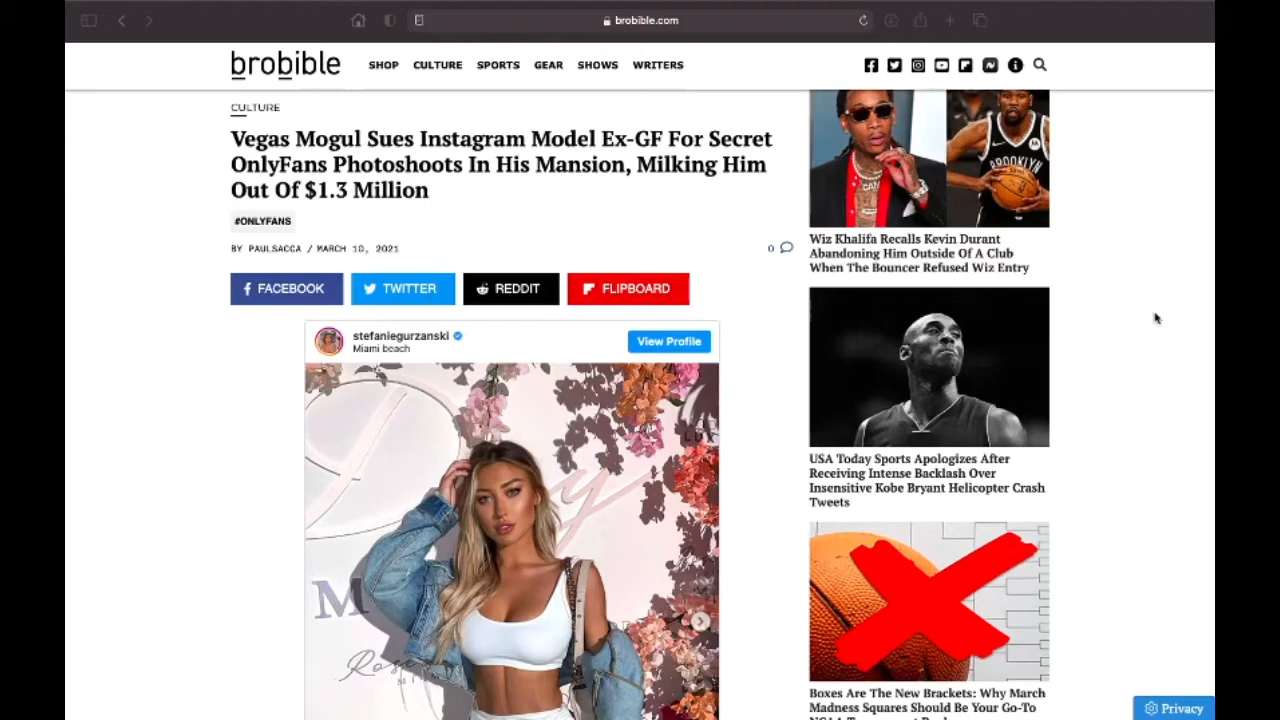 brobible.com
brobible
SHOP CULTURE SPORTS GEAR SHOWS WRITERS
CULTURE
Vegas Mogul Sues Instagram Model Ex-GF For Secret
OnlyFans Photoshoots In His Mansion, Milking Him
Out Of $1.3 Million
#ONLYFANS
BY PAULSACCA / MARCH 10, 2021
0
FACEBOOK TWITTER REDDIT FLIPBOARD
stefaniegurzanski
Miami beach
View Profile
M
BROOKLYN
Wiz Khalifa Recalls Kevin Durant
Abandoning Him Outside Of A Club
When The Bouncer Refused Wiz Entry
USA Today Sports Apologizes After
Receiving Intense Backlash Over
Insensitive Kobe Bryant Helicopter Crash
Tweets
Boxes Are The New Brackets: Why March
Madness Squares Should Be Your Go-To
Privacy